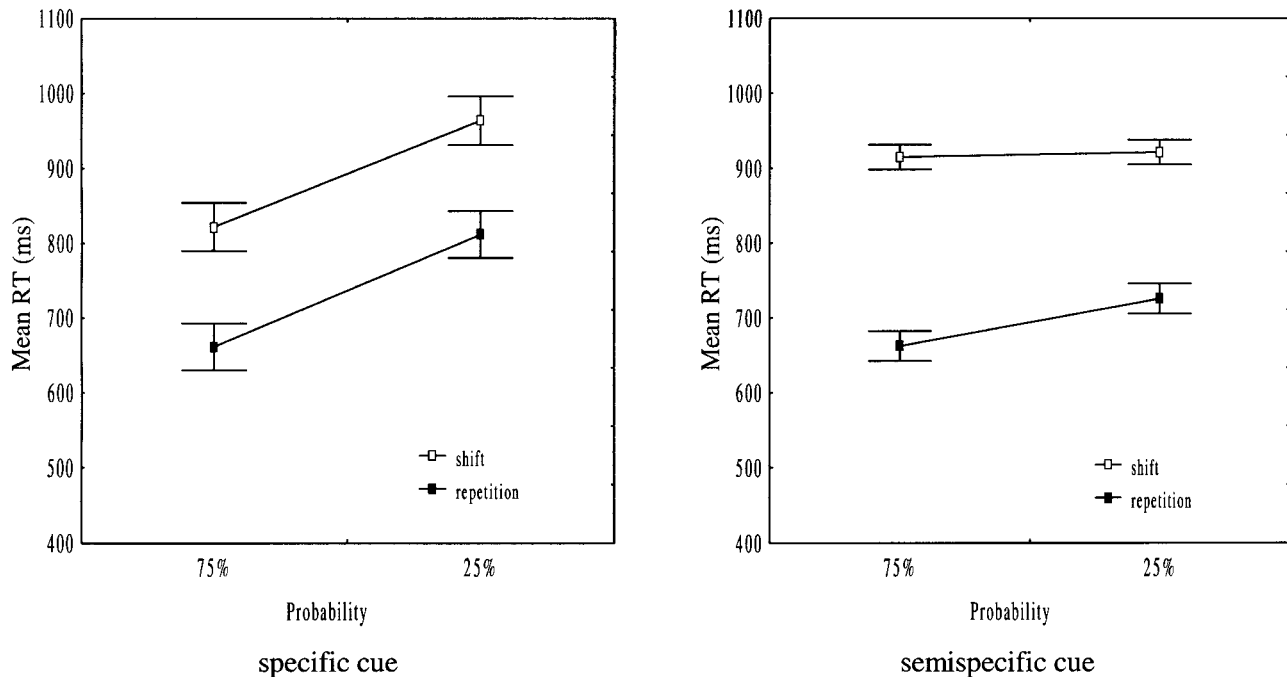 1100
1000
900
800
700
600
500
400
Mean RT (ms)
shift
repetition
75%
25%
Probability
specific cue
1100
1000
900
800
700
600
500
400
Mean RT (ms)
shift
repetition
75%
25%
Probability
semispecific cue